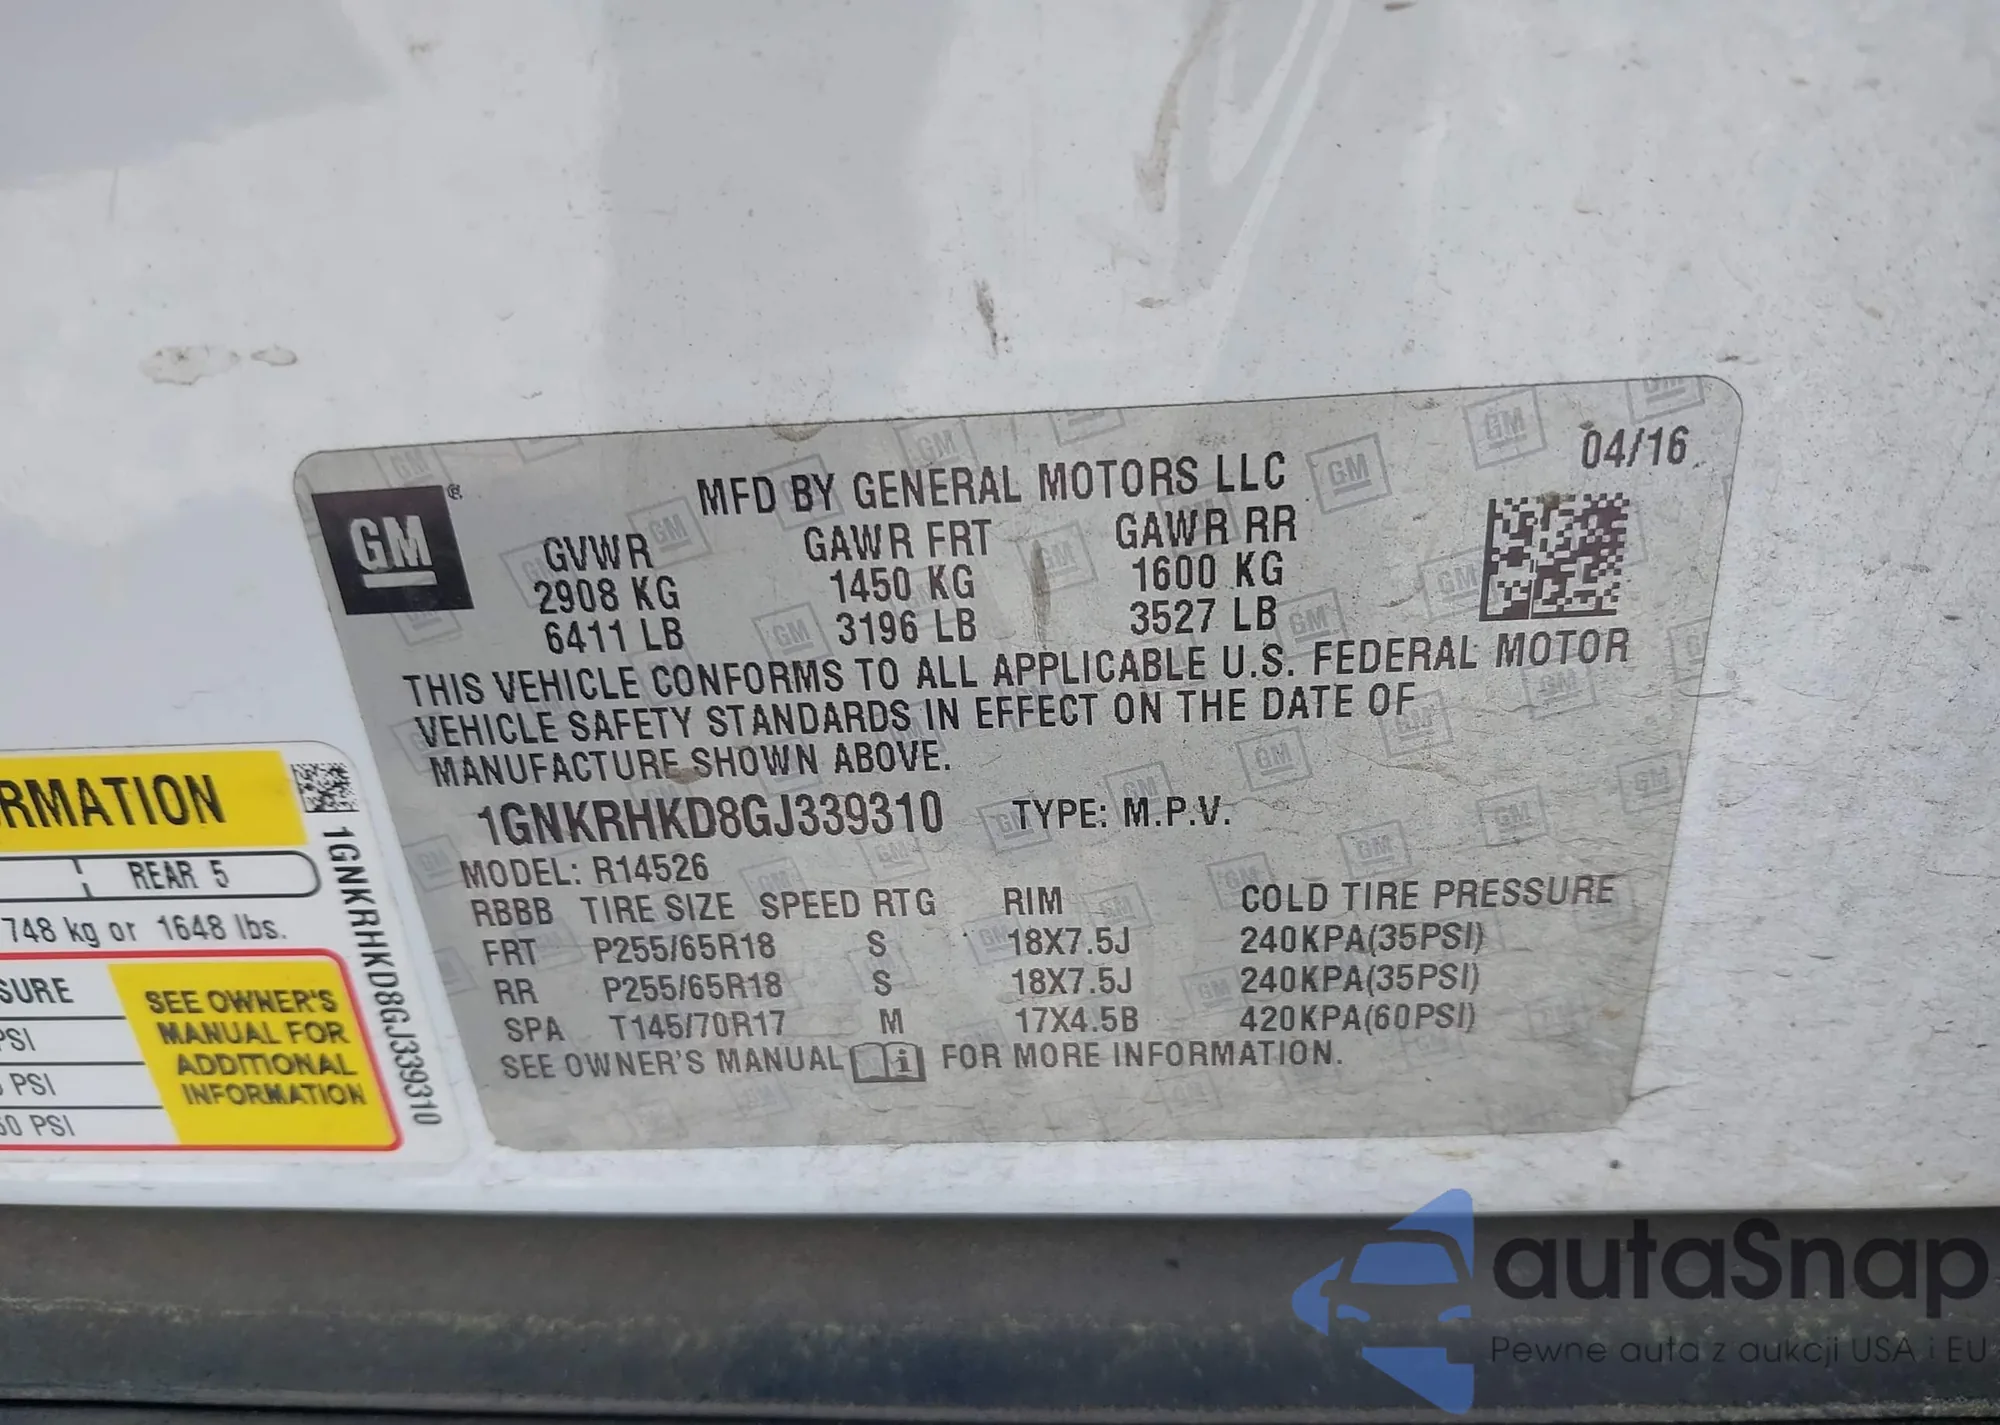 04/16
GM
MFD BY GENERAL MOTORS LLC
GVWR GAWR FRT GAWR RR
2908 KG 1450 KG 1600 KG
6411 LB 3196 LB 3527 LB
THIS VEHICLE CONFORMS TO ALL APPLICABLE U.S. FEDERAL MOTOR
VEHICLE SAFETY STANDARDS IN EFFECT ON THE DATE OF
MANUFACTURE SHOWN ABOVE.
1GNKRHKD8GJ339310 TYPE: M.P.V.
MODEL: R14526
RBBB TIRE SIZE SPEED RTG RIM COLD TIRE PRESSURE
FRT P255/65R18 S 18X7.5J 240KPA(35PSI)
RR P255/65R18 S 18X7.5J 240KPA(35PSI)
SPA T145/70R17 M 17X4.5B 420KPA(60PSI)
SEE OWNER'S MANUAL i FOR MORE INFORMATION.
RMATION
REAR 5
748 kg or 1648 lbs.
SURE
PSI
PSI
PSI
SEE OWNER'S
MANUAL FOR
ADDITIONAL
INFORMATION
1GNKRHKD8GJ339310
autaSnap
Pewne auta z aukcji USA i EU